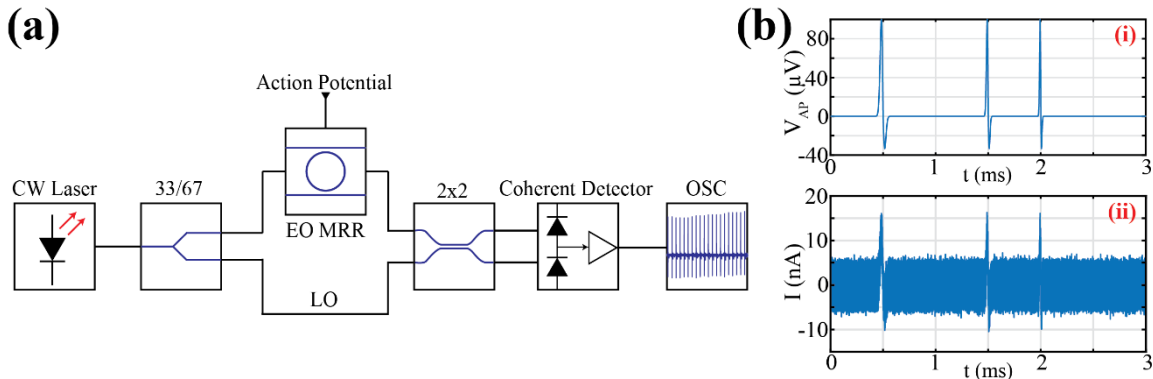 (a)
Action Potential
CW Laser
33/67
EO MRR
LO
2x2
Coherent Detector
OSC
(b)
(i)
80
40
0
-40
V_AP (µV)
0 1 2 3
t (ms)
(ii)
20
10
0
-10
I (nA)
0 1 2 3
t (ms)